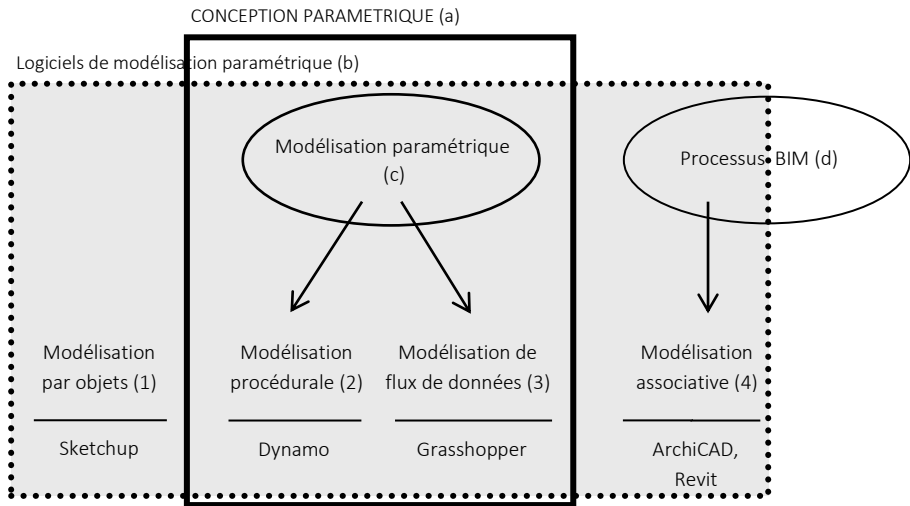 CONCEPTION PARAMETRIQUE (a)
Logiciels de modélisation paramétrique (b)
Modélisation paramétrique
(c)
Processus BIM (d)
Modélisation
par objets (1)
Sketchup
Modélisation
procédurale (2)
Dynamo
Modélisation de
flux de données (3)
Grasshopper
Modélisation
associative (4)
ArchiCAD,
Revit